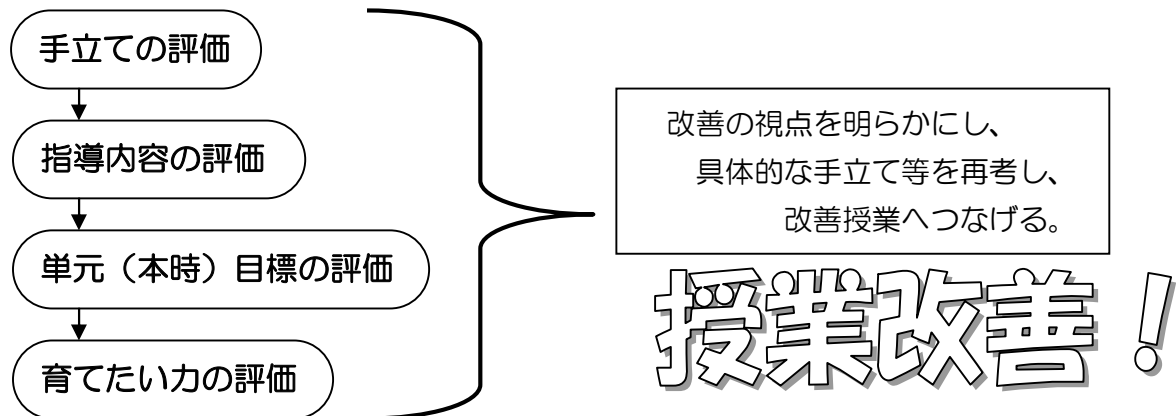 手立ての評価
指導内容の評価
単元（本時）目標の評価
育てたい力の評価
改善の視点を明らかにし、
具体的な手立て等を再考し、
改善授業へつなげる。
授業改善！